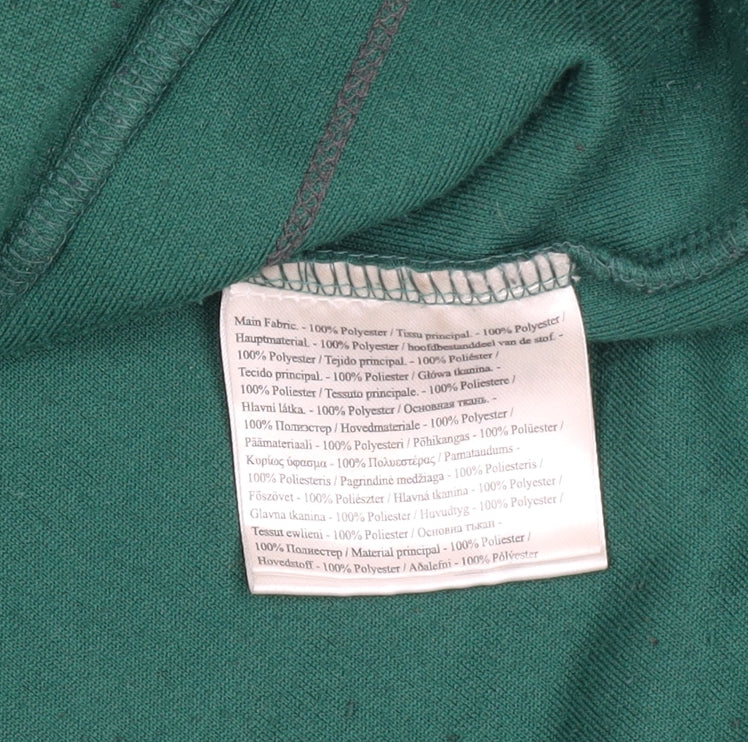 Main Fabric. - 100% Polyester / Tissu principal. - 100% Polyester /
Hauptmaterial. - 100% Polyester / hoofdbestanddeel van de stof. -
100% Polyester / Tejido principal. - 100% Poliéster /
Tecido principal. - 100% Poliester / Główa tkanina. -
100% Poliester / Tessuto principale. - 100% Poliestere /
Hlavni látka. - 100% Polyester / Основная ткань. -
100% Полиэстер / Hovedmateriale - 100% Polyester /
Päämateriaali - 100% Polyesteri / Põhikangas - 100% Polüester /
Κορίως ύφασμα - 100% Πολυεστέρας / Pamatandums -
100% Poliesteris / Pagrindinė medžiaga - 100% Poliesteris /
Főszövet - 100% Poliészter / Hlavná tkanina - 100% Polyester /
Glavna tkanina - 100% Poliester / Huvudtyg - 100% Polyester /
Tessut ewlieni - 100% Poliester / Основна тъкан -
100% Полиестер / Material principal - 100% Polyester /
Hovedstoff - 100% Polyester / Aðalefni - 100% Pólýester